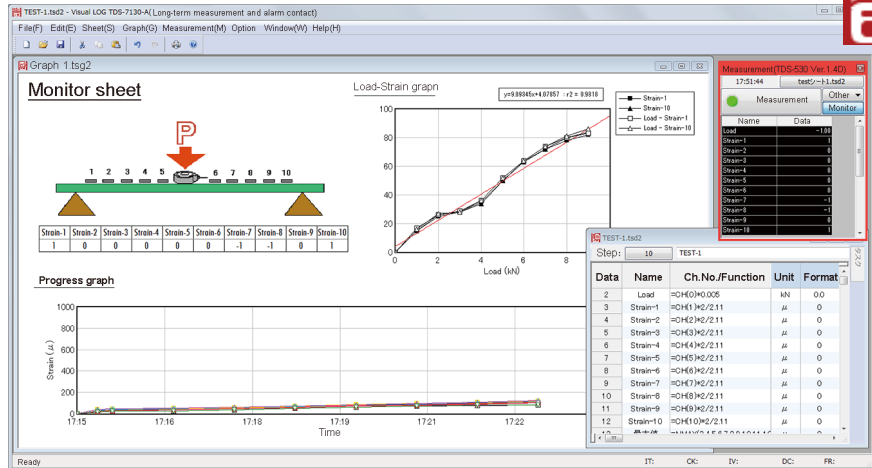 TEST-1.tsd2 - Visual LOG TDS-7130-A(Long-term measurement and alarm contact)
File(F) Edit(E) Sheet(S) Graph(G) Measurement(M) Option Window(W) Help(H)
Graph 1.tsg2
Monitor sheet
P
1 2 3 4 5 6 7 8 9 10
Strain-1 Strain-2 Strain-3 Strain-4 Strain-5 Strain-6 Strain-7 Strain-8 Strain-9 Strain-10
1 0 0 0 0 0 -1 -1 0 1
Load-Strain grapn
y=9.09345x+4.07857 : r2 = 0.9818
Strain-1
Strain-10
Load - Strain-1
Load - Strain-10
100
80
60
40
20
0
0 2 4 6 8
Load (kN)
Progress graph
Strain (μ)
1000
800
600
400
200
0
17:15 17:16 17:18 17:19 17:21 17:22
Time
Measurement(TDS-530 Ver.1.4D)
17:51:44 testシート1.tsd2
Measurement Other
Monitor
Name Data
Load -1.00
Strain-1 1
Strain-2 0
Strain-3 0
Strain-4 0
Strain-5 0
Strain-6 0
Strain-7 -1
Strain-8 -1
Strain-9 0
Strain-10 1
TEST-1.tsd2
Step: 10 TEST-1
タスク
Data Name Ch.No./Function Unit Format
2 Load =CH(0)*0.005 kN 0.0
3 Strain-1 =CH(1)*2/2.11 μ 0
4 Strain-2 =CH(2)*2/2.11 μ 0
5 Strain-3 =CH(3)*2/2.11 μ 0
6 Strain-4 =CH(4)*2/2.11 μ 0
7 Strain-5 =CH(5)*2/2.11 μ 0
8 Strain-6 =CH(6)*2/2.11 μ 0
9 Strain-7 =CH(7)*2/2.11 μ 0
10 Strain-8 =CH(8)*2/2.11 μ 0
11 Strain-9 =CH(9)*2/2.11 μ 0
12 Strain-10 =CH(10)*2/2.11 μ 0
Ready IT: CK: IV: DC: FR: